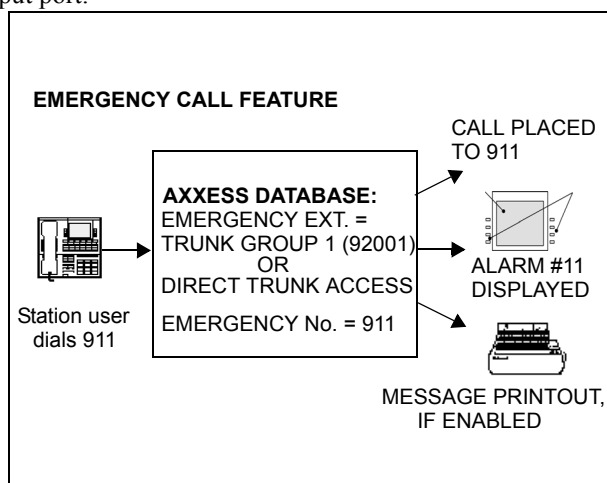 put port.
EMERGENCY CALL FEATURE
CALL PLACED
TO 911
AXXESS DATABASE:
EMERGENCY EXT. =
TRUNK GROUP 1 (92001)
OR
DIRECT TRUNK ACCESS
EMERGENCY No. = 911
Station user
dials 911
ALARM #11
DISPLAYED
MESSAGE PRINTOUT,
IF ENABLED